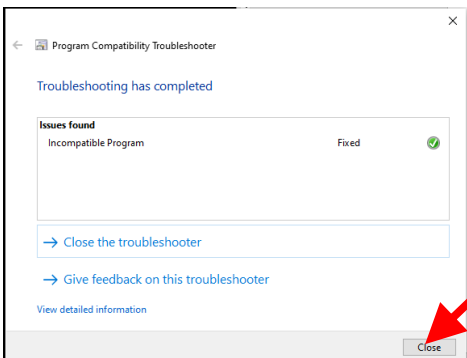 Program Compatibility Troubleshooter
Troubleshooting has completed
Issues found
Incompatible Program Fixed
Close the troubleshooter
Give feedback on this troubleshooter
View detailed information
Close